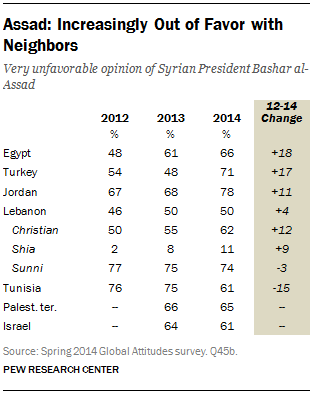 Assad: Increasingly Out of Favor with
Neighbors
Very unfavorable opinion of Syrian President Bashar al-
Assad
2012 2013 2014 12-14 Change
% % %
Egypt 48 61 66 +18
Turkey 54 48 71 +17
Jordan 67 68 78 +11
Lebanon 46 50 50 +4
Christian 50 55 62 +12
Shia 2 8 11 +9
Sunni 77 75 74 -3
Tunisia 76 75 61 -15
Palest. ter. -- 66 65 --
Israel -- 64 61 --
Source: Spring 2014 Global Attitudes survey. Q45b.
PEW RESEARCH CENTER